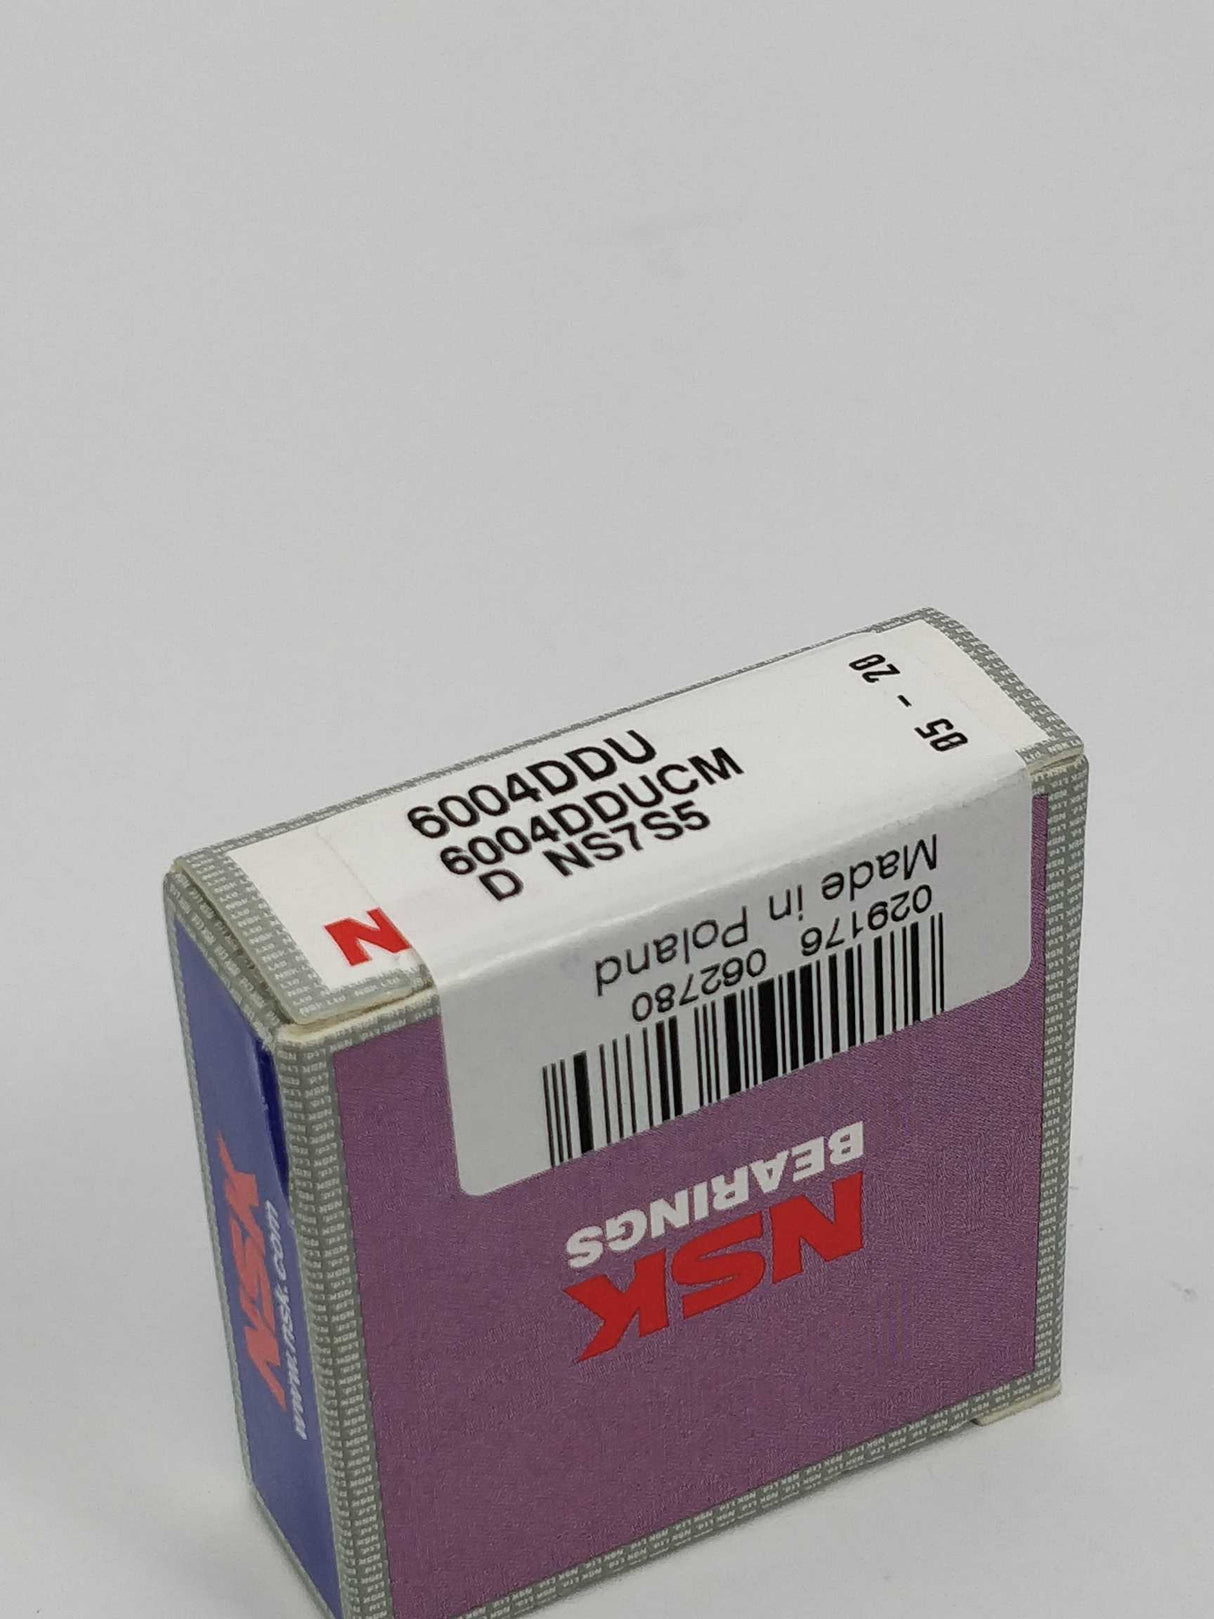 6004DDU
6004DDUCM
D NS7S5
05 - 20
N
Made in Poland
029176 062780
NSK
BEARINGS
NSK
www.nsk.com